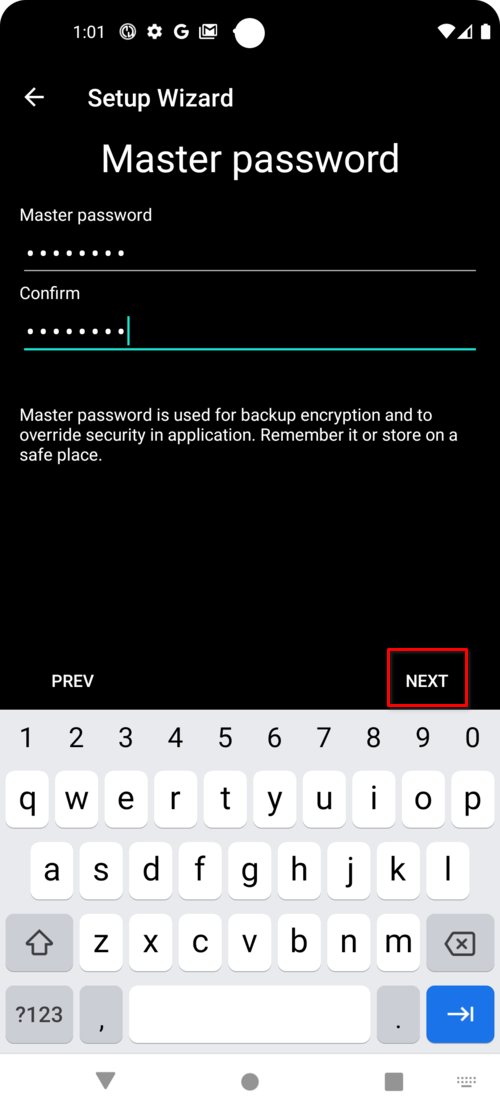 1:01
Setup Wizard
Master password
Master password
••••••••
Confirm
••••••••
Master password is used for backup encryption and to
override security in application. Remember it or store on a
safe place.
PREV NEXT
1 2 3 4 5 6 7 8 9 0
q w e r t y u i o p
a s d f g h j k l
z x c v b n m
?123 , .